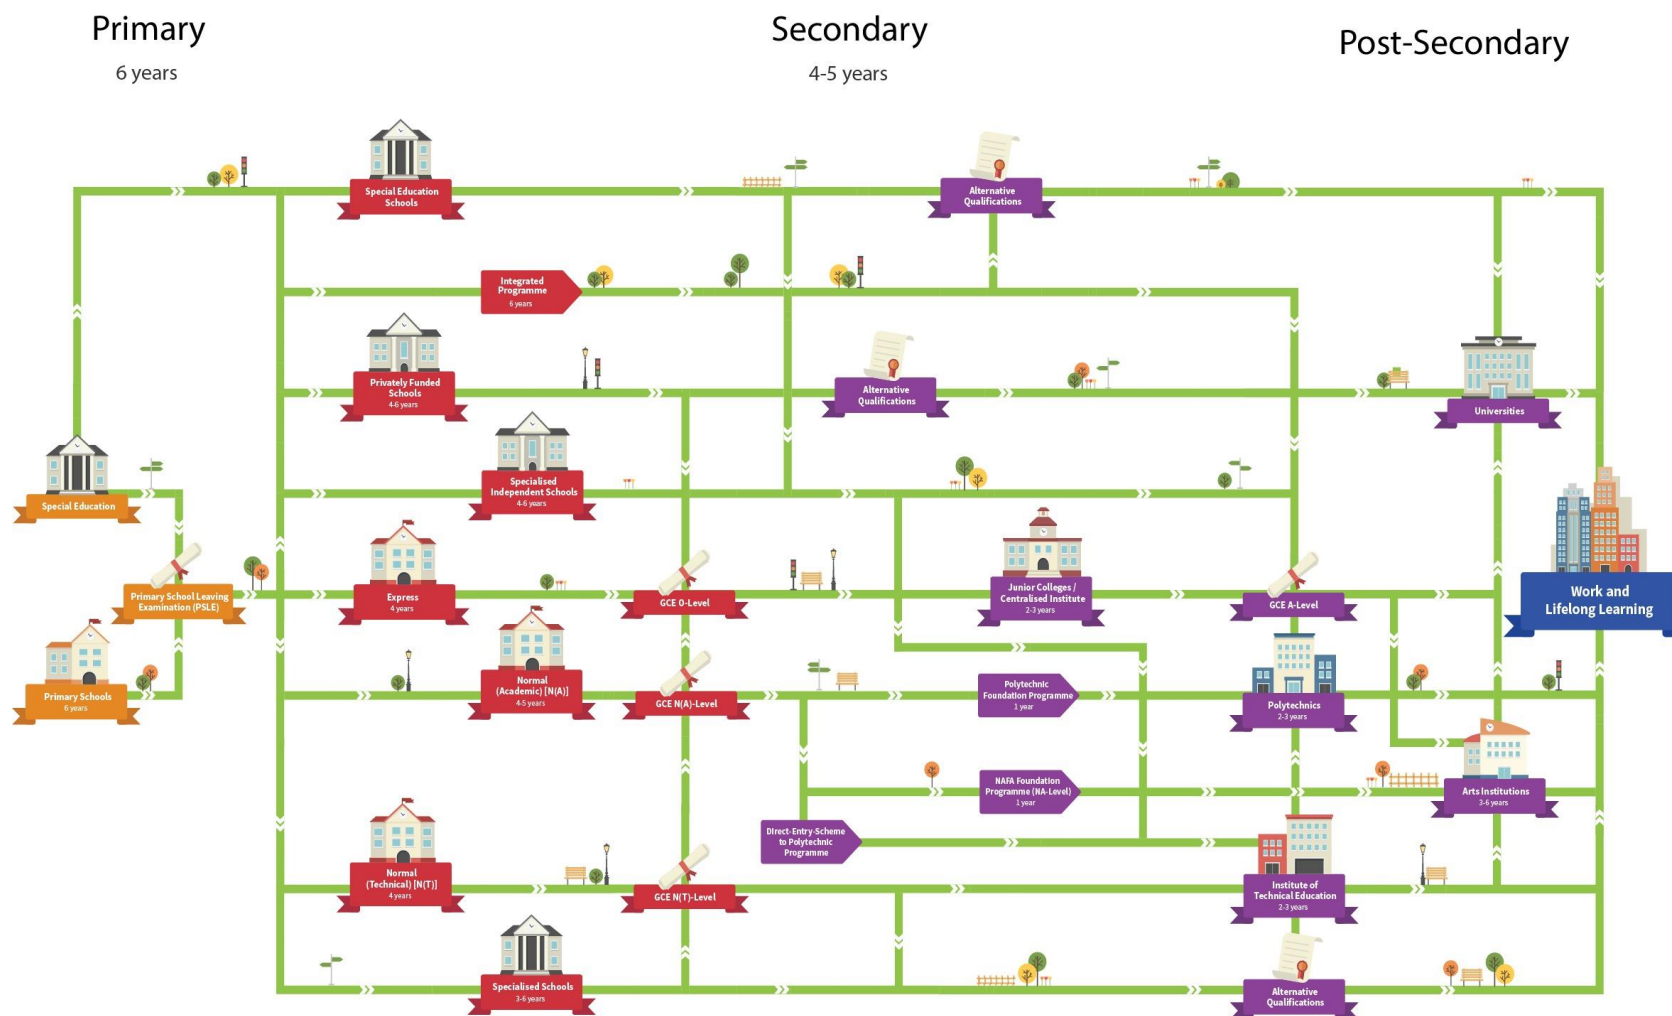 Primary
6 years
Secondary
4-5 years
Post-Secondary
Special Education
Schools
Alternative
Qualifications
Integrated
Programme
6 years
Privately Funded
Schools
4-6 years
Alternative
Qualifications
Universities
Specialised
Independent Schools
4-6 years
Special Education
Primary School Leaving
Examination (PSLE)
Express
4 years
GCE O-Level
Junior Colleges /
Centralised Institute
2-3 years
GCE A-Level
Work and
Lifelong Learning
Primary Schools
6 years
Normal
(Academic) [N(A)]
4-5 years
GCE N(A)-Level
Polytechnic
Foundation Programme
1 year
Polytechnics
2-3 years
NAFA Foundation
Programme (NA-Level)
1 year
Arts Institutions
3-6 years
Direct-Entry-Scheme
to Polytechnic
Programme
Normal
(Technical) [N(T)]
4 years
GCE N(T)-Level
Institute of
Technical Education
2-3 years
Specialised Schools
3-6 years
Alternative
Qualifications